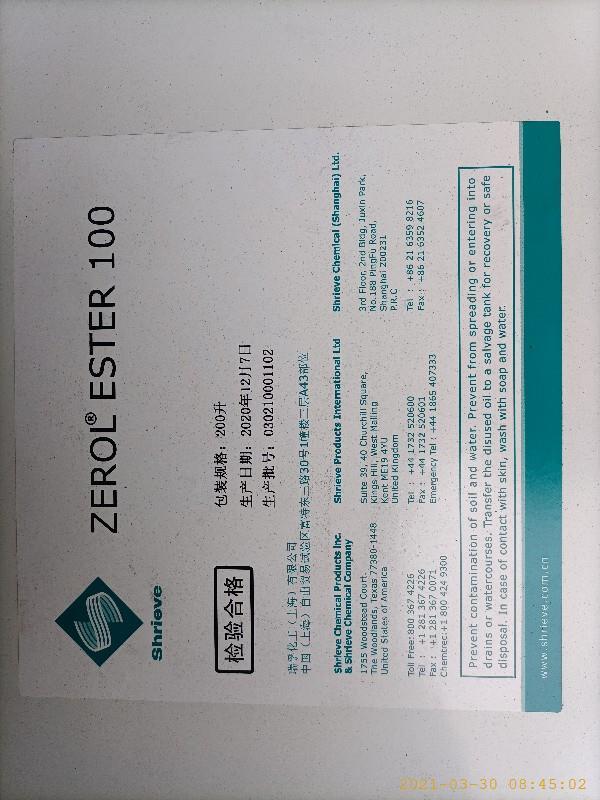 Shrieve
ZEROL® ESTER 100
检验合格
包装规格：200升
生产日期：2020年12月7日
生产批号：030210001102
瑞孚化工（上海）有限公司
中国（上海）自由贸易试验区富特东三路30号1幢楼二层A43部位
Shrieve Chemical Products Inc.
& Shrieve Chemical Company
1755 Woodstead Court.
The Woodlands, Texas 77380-1448
United States of America
Toll Free: 800 367 4226
Tel : +1 281 367 4226
Fax : +1 281 367 0071
Chemtrec: +1 800 424 9300
Shrieve Products International Ltd
Suite 39, 40 Churchill Square,
Kings Hill, West Malling
Kent ME19 4YU
United Kingdom
Tel : +44 1732 520600
Fax : +44 1732 520601
Emergency Tel : +44 1865 407333
Shrieve Chemical (Shanghai) Ltd.
3rd Floor, 2nd Bldg, Juxin Park,
No.188 PingFu Road,
Shanghai 200231
P.R.C
Tel : +86 21 6359 8216
Fax : +86 21 6352 4607
Prevent contamination of soil and water. Prevent from spreading or entering into
drains or watercourses. Transfer the disused oil to a salvage tank for recovery or safe
disposal. In case of contact with skin, wash with soap and water.
www.shrieve.com.cn
2021-03-30 08:45:02